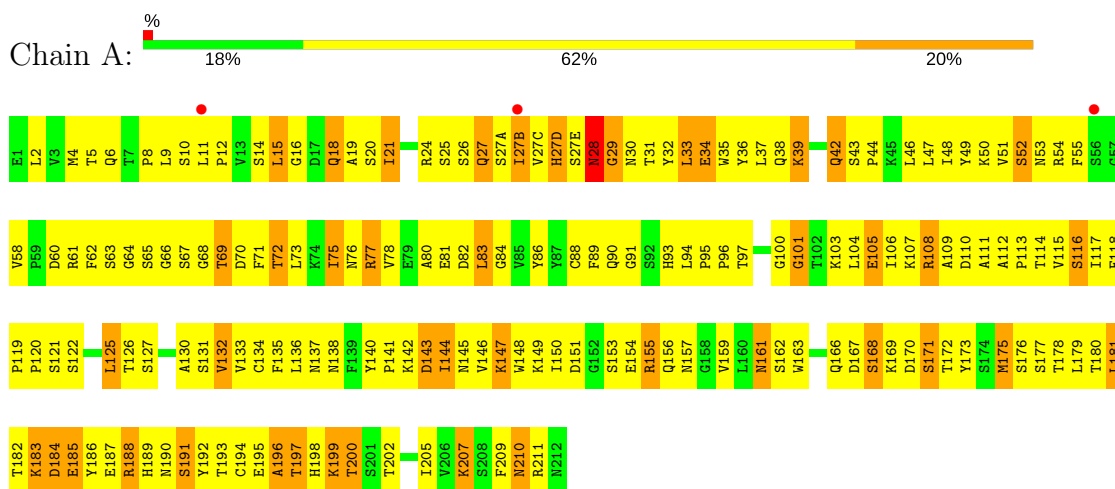 %
Chain A:
18% 62% 20%
E1 L2 V3 M4 T5 Q6 T7 P8 L9 S10 L11 P12 V13 S14 L15 G16 D17 Q18 A19 S20 I21 R24 S25 S26 Q27 S27A I27B V27C H27D S27E N28 G29 N30 T31 Y32 L33 E34 W35 Y36 L37 Q38 K39 Q42 S43 P44 K45 L46 L47 I48 Y49 K50 V51 S52 N53 R54 F55 S56 G57
V58 P59 D60 R61 F62 S63 G64 S65 G66 S67 G68 T69 D70 F71 T72 L73 K74 I75 N76 R77 V78 E79 A80 E81 D82 L83 G84 V85 Y86 Y87 C88 F89 Q90 G91 S92 H93 L94 P95 P96 T97 G100 G101 T102 K103 L104 E105 I106 K107 R108 A109 D110 A111 A112 P113 T114 V115 S116 I117 F118
P119 P120 S121 S122 L125 T126 S127 A130 S131 V132 V133 C134 F135 L136 N137 N138 F139 Y140 P141 K142 D143 I144 N145 V146 K147 W148 K149 I150 D151 G152 S153 E154 R155 Q156 N157 G158 V159 L160 N161 S162 W163 Q166 D167 S168 K169 D170 S171 T172 Y173 S174 M175 S176 S177 T178 L179 T180 L181
T182 K183 D184 E185 Y186 E187 R188 H189 N190 S191 Y192 T193 C194 E195 A196 T197 H198 K199 T200 S201 T202 I205 V206 K207 S208 F209 N210 R211 N212